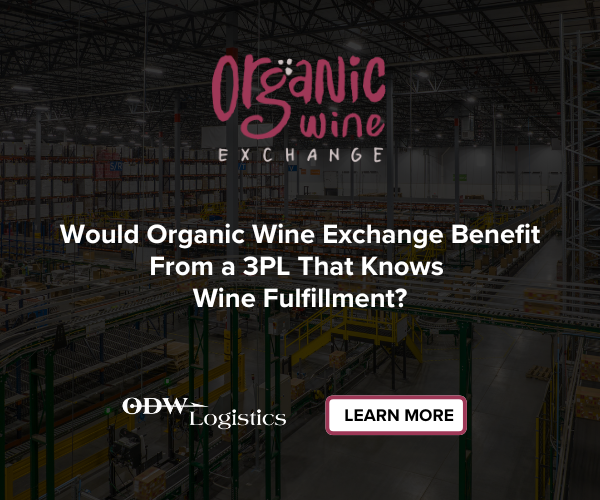 Organic
wine
EXCHANGE
Would Organic Wine Exchange Benefit
From a 3PL That Knows
Wine Fulfillment?
ODW
Logistics
LEARN MORE